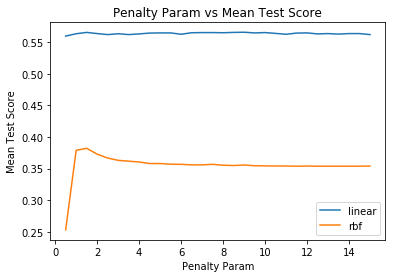 Penalty Param vs Mean Test Score
Mean Test Score
0.55
0.50
0.45
0.40
0.35
0.30
0.25
0 2 4 6 8 10 12 14
Penalty Param
linear
rbf